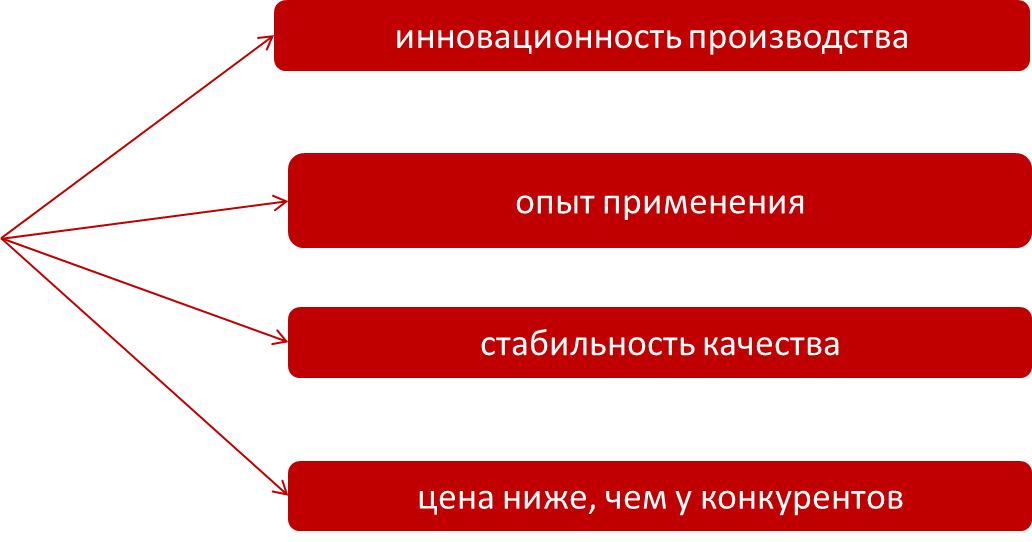 инновационность производства
опыт применения
стабильность качества
цена ниже, чем у конкурентов